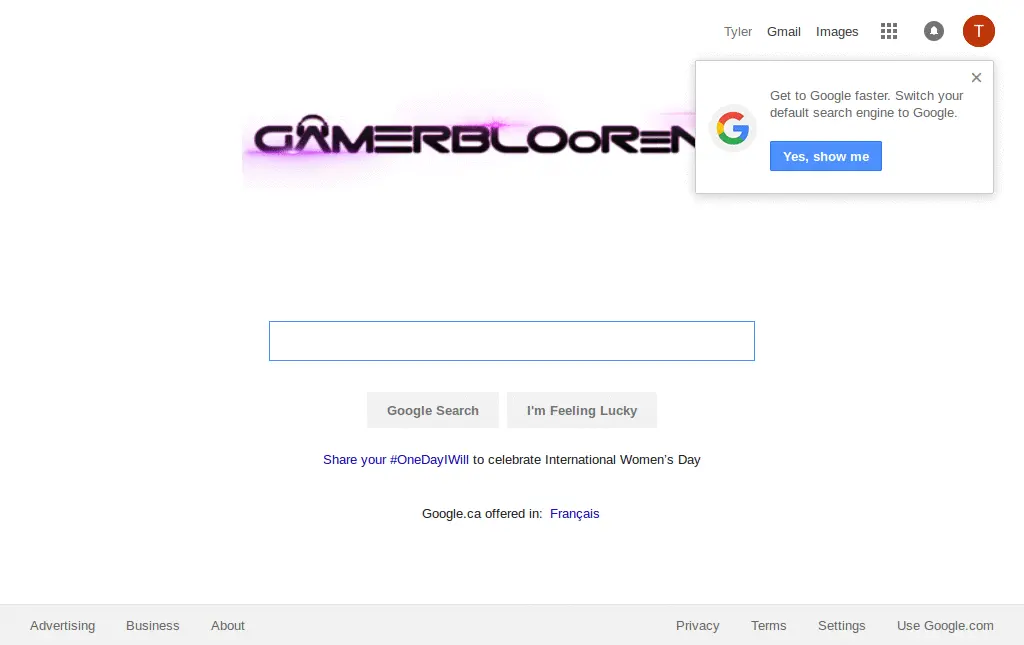 Tyler Gmail Images T
GAMERBLOOREN
Get to Google faster. Switch your
default search engine to Google.
Yes, show me
Google Search I'm Feeling Lucky
Share your #OneDayIWill to celebrate International Women's Day
Google.ca offered in: Français
Advertising Business About Privacy Terms Settings Use Google.com